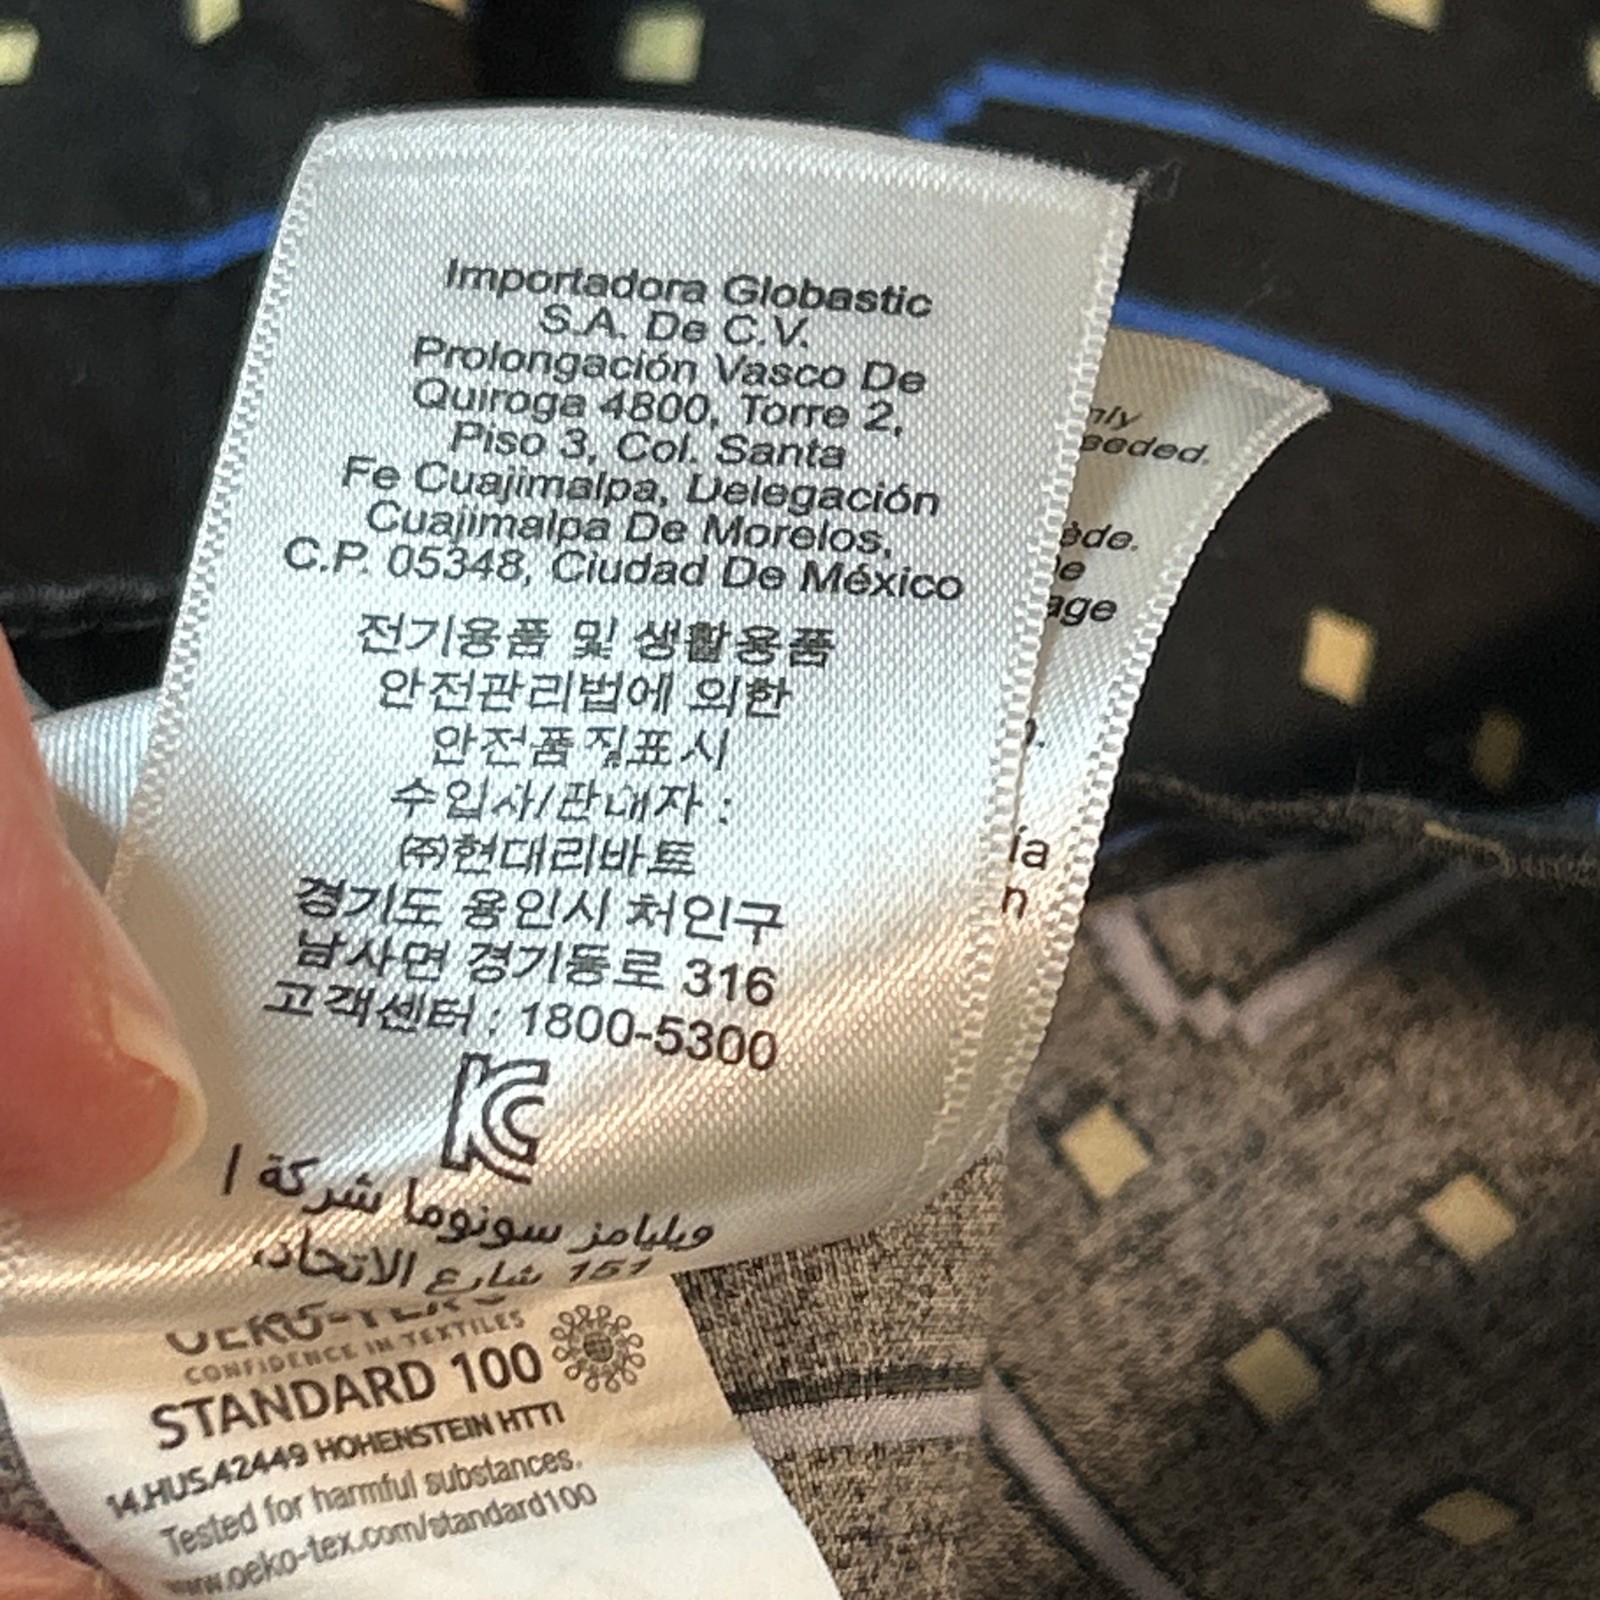 Importadora Globastic
S.A. De C.V.
Prolongación Vasco De
Quiroga 4800, Torre 2,
Piso 3, Col. Santa
Fe Cuajimalpa, Delegación
Cuajimalpa De Morelos,
C.P. 05348, Ciudad De México
전기용품 및 생활용품
안전관리법에 의한
안전품질표시
수입사/판매자 :
㈜현대리바트
경기도 용인시 처인구
남사면 경기동로 316
고객센터 : 1800-5300
KC
ويليامز سونوما شركة ا
151 شارع الاتحاد،
OEKO-TEX®
CONFIDENCE IN TEXTILES
STANDARD 100
14.HUS.42449 HOHENSTEIN HTTI
Tested for harmful substances.
www.oeko-tex.com/standard100